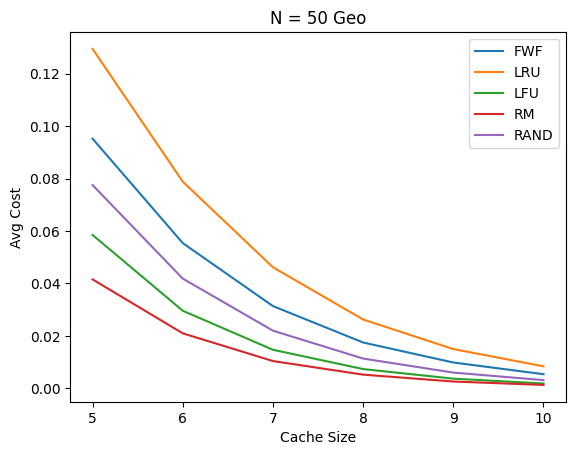 N = 50 Geo
FWF
LRU
LFU
RM
RAND
Avg Cost
0.12
0.10
0.08
0.06
0.04
0.02
0.00
5 6 7 8 9 10
Cache Size